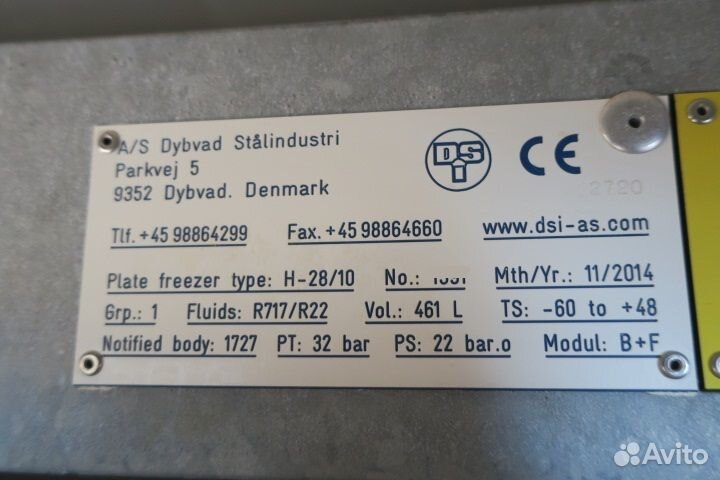 A/S Dybvad Stålindustri
Parkvej 5
9352 Dybvad. Denmark
DSI
CE
2720
Tlf. +45 98864299 Fax. +45 98864660 www.dsi-as.com
Plate freezer type: H-28/10 No.: Mth/Yr.: 11/2014
Grp.: 1 Fluids: R717/R22 Vol.: 461 L TS: -60 to +48
Notified body: 1727 PT: 32 bar PS: 22 bar.o Modul: B+F
Avito